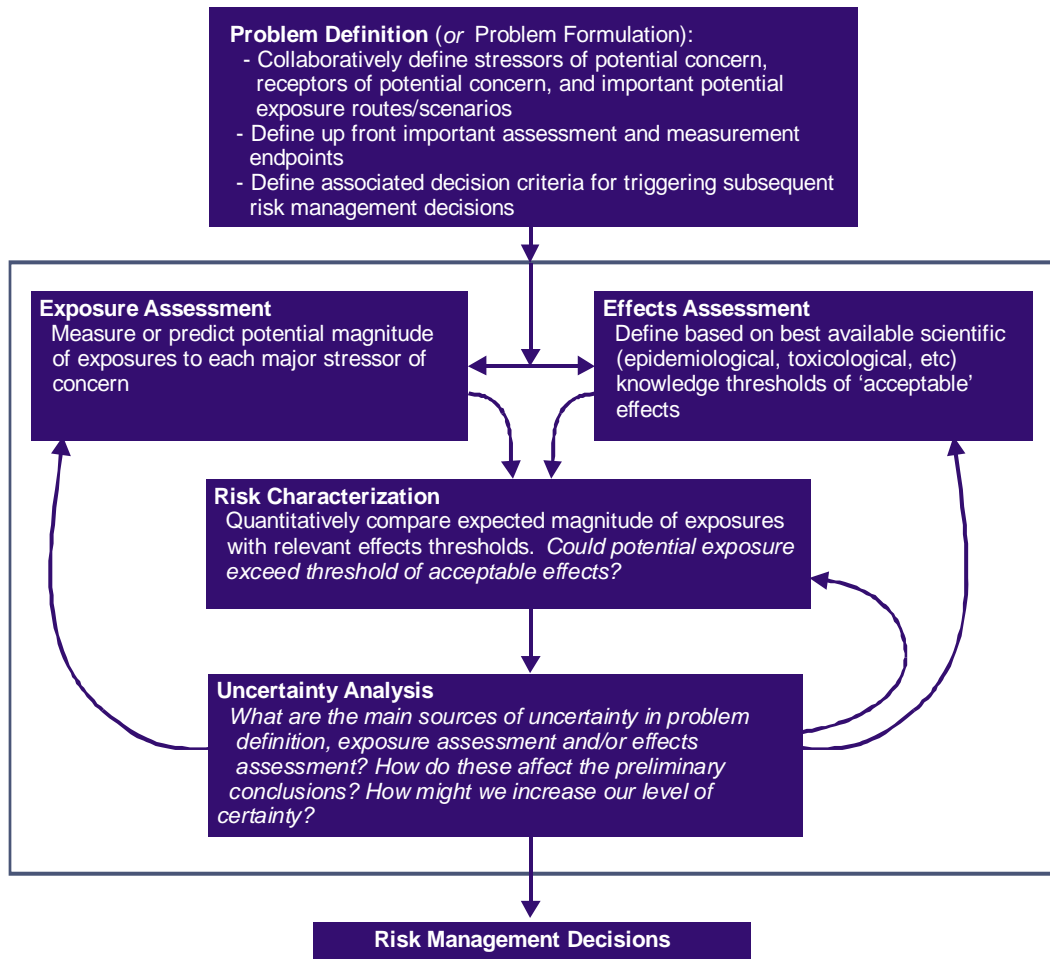 Problem Definition (or Problem Formulation):
- Collaboratively define stressors of potential concern,
receptors of potential concern, and important potential
exposure routes/scenarios
- Define up front important assessment and measurement
endpoints
- Define associated decision criteria for triggering subsequent
risk management decisions
Exposure Assessment
Measure or predict potential magnitude
of exposures to each major stressor of
concern
Effects Assessment
Define based on best available scientific
(epidemiological, toxicological, etc)
knowledge thresholds of ‘acceptable’
effects
Risk Characterization
Quantitatively compare expected magnitude of exposures
with relevant effects thresholds. Could potential exposure
exceed threshold of acceptable effects?
Uncertainty Analysis
What are the main sources of uncertainty in problem
definition, exposure assessment and/or effects
assessment? How do these affect the preliminary
conclusions? How might we increase our level of
certainty?
Risk Management Decisions